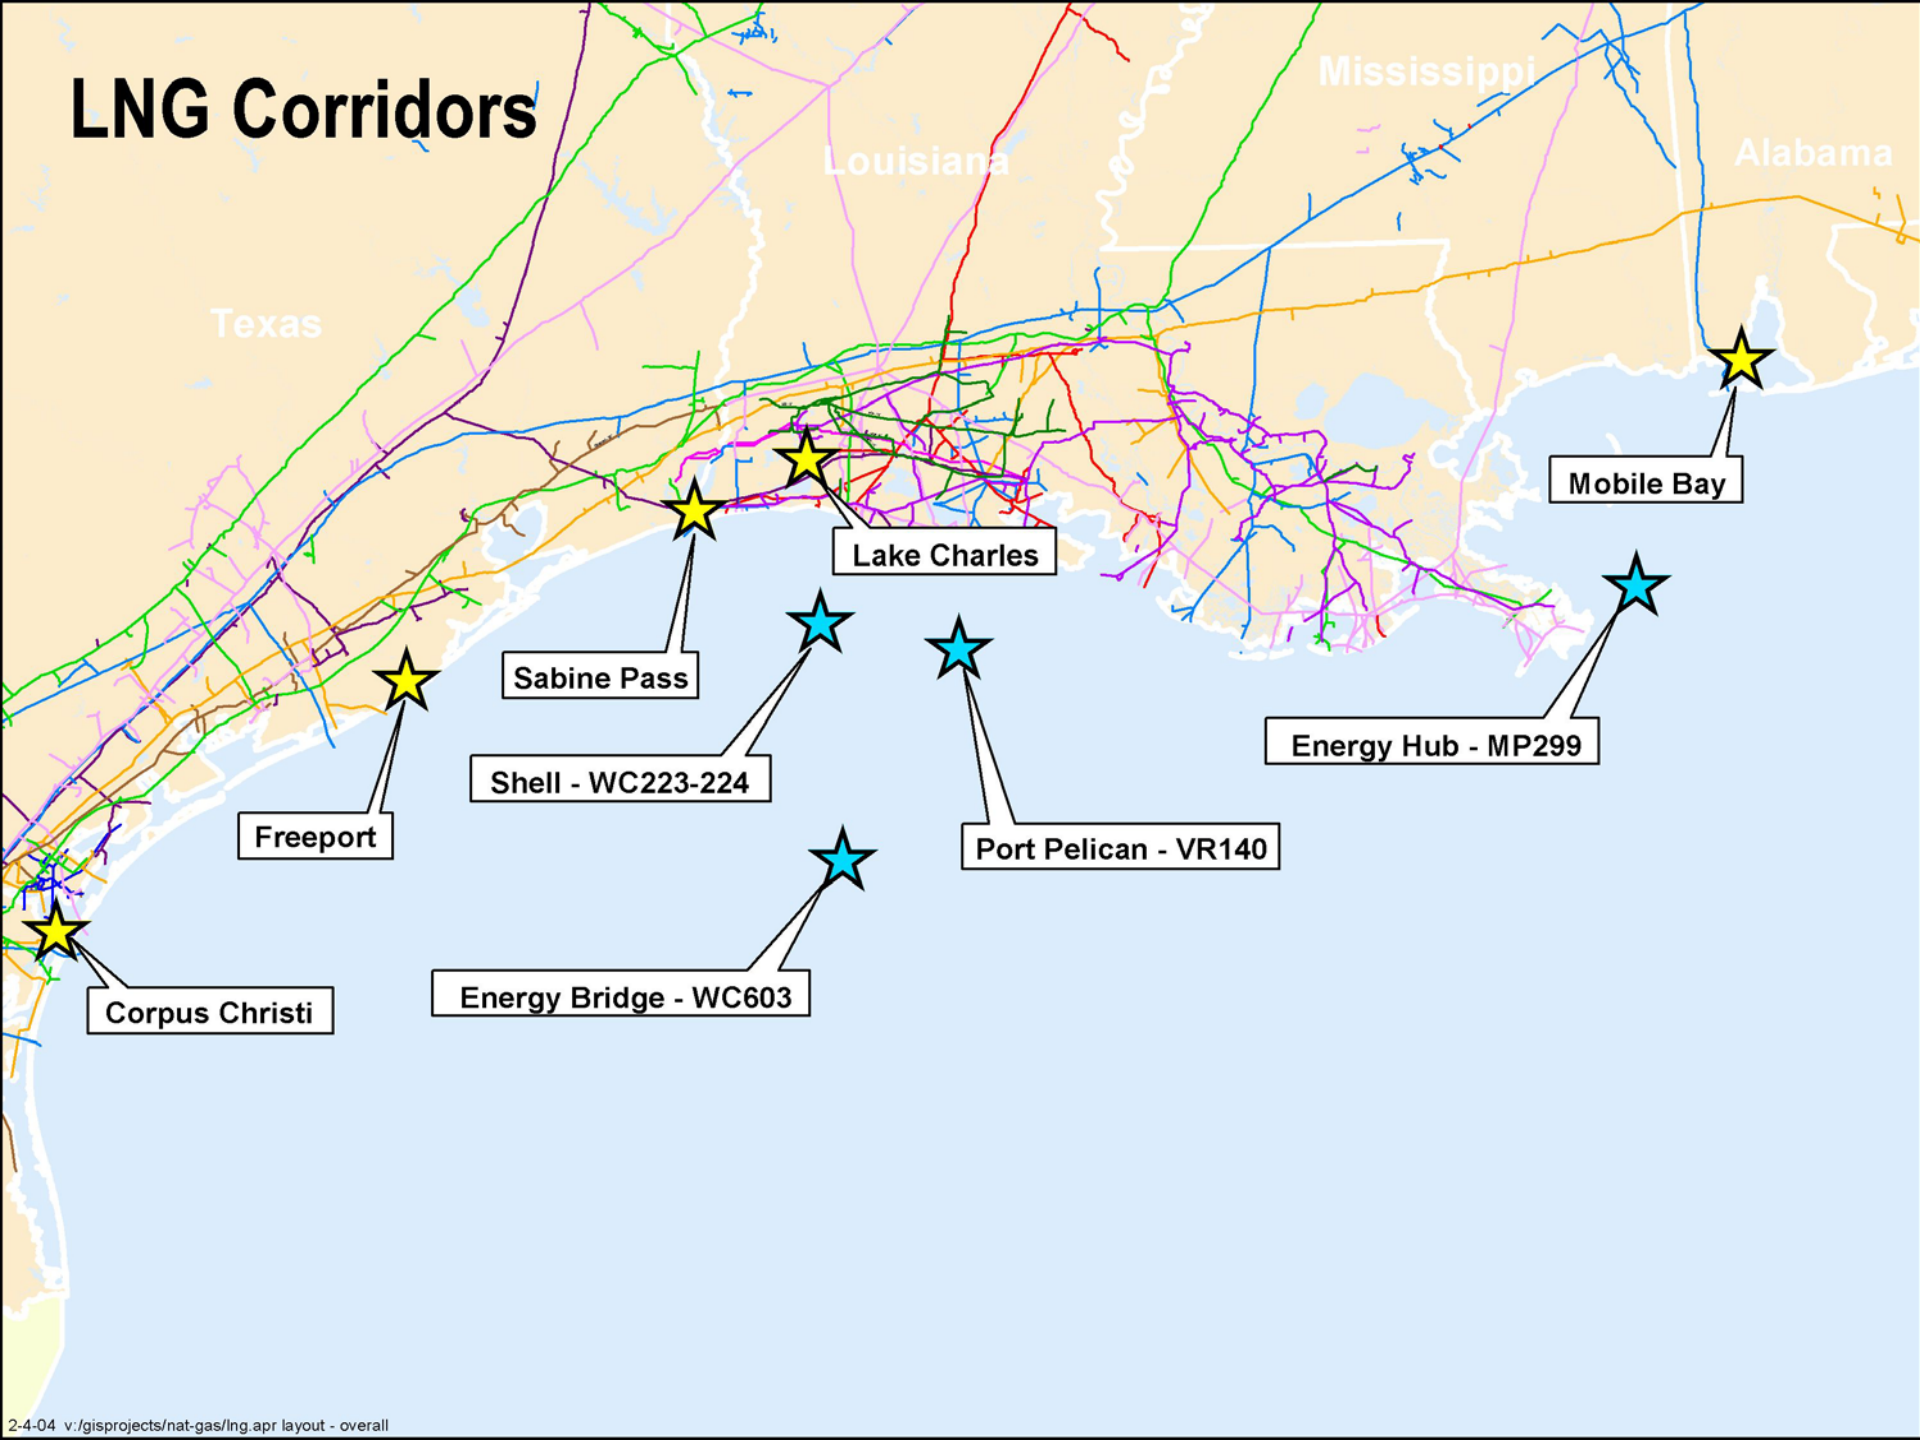 LNG Corridors
Mississippi
Alabama
Louisiana
Texas
Mobile Bay
Lake Charles
Sabine Pass
Energy Hub - MP299
Shell - WC223-224
Freeport
Port Pelican - VR140
Energy Bridge - WC603
Corpus Christi
2-4-04 v:/gisprojects/nat-gas/lng.apr layout - overall